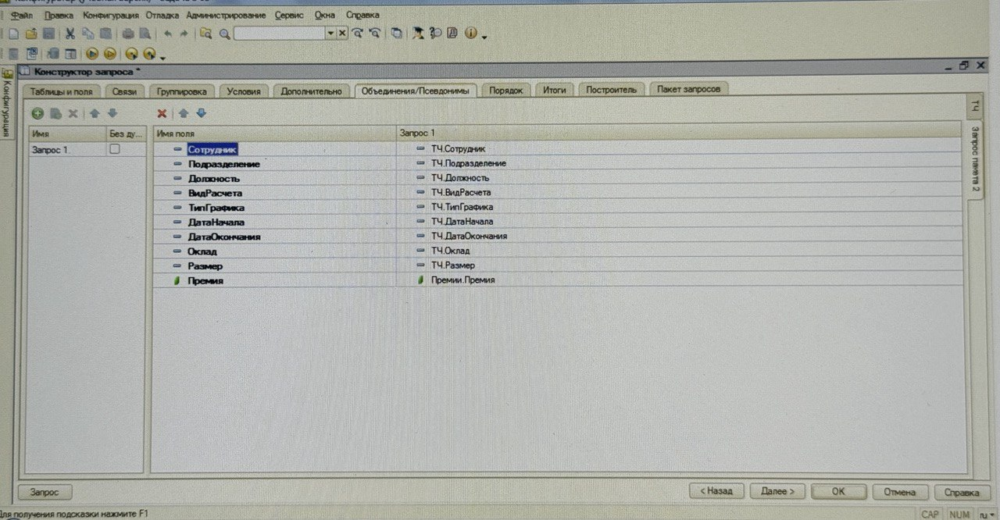 Файл Правка Конфигурация Отладка Администрирование Сервис Окна Справка
Конструктор запроса *
Таблицы и поля Связи Группировка Условия Дополнительно Объединения/Псевдонимы Порядок Итоги Построитель Пакет запросов
Конфигурация
Имя Без ду... Имя поля Запрос 1
Запрос 1 Сотрудник ТЧ.Сотрудник
Подразделение ТЧ.Подразделение
Должность ТЧ.Должность
ВидРасчета ТЧ.ВидРасчета
ТипГрафика ТЧ.ТипГрафика
ДатаНачала ТЧ.ДатаНачала
ДатаОкончания ТЧ.ДатаОкончания
Оклад ТЧ.Оклад
Размер ТЧ.Размер
Премия Премии.Премия
ТЧ
Запрос пакета 2
Запрос < Назад Далее > ОК Отмена Справка
Для получения подсказки нажмите F1 CAP NUM ru